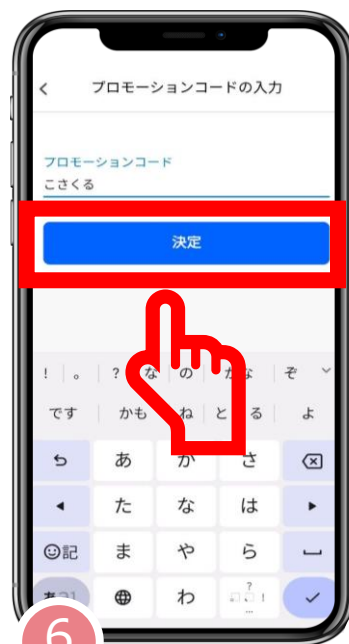 プロモーションコードの入力
プロモーションコード
こさくる
決定
! 。 ? な の かな ぞ
です かも ね とる よ
あ か さ
た な は
記 ま や ら
わ ? !
6